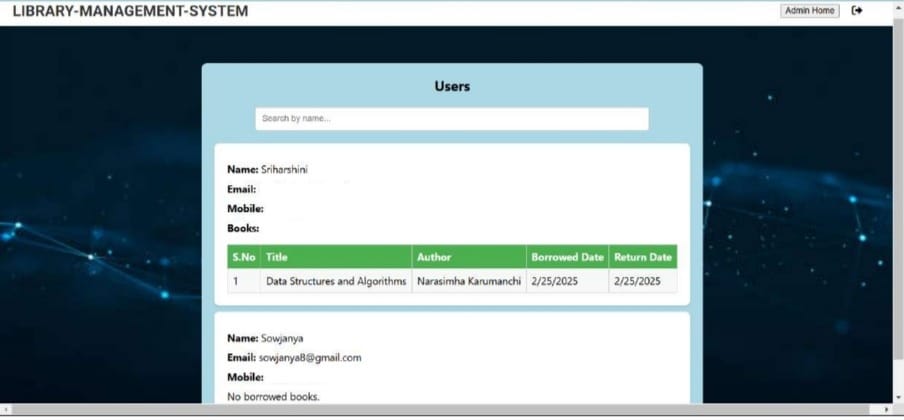 LIBRARY-MANAGEMENT-SYSTEM Admin Home
Users
Search by name...
Name: Sriharshini
Email:
Mobile:
Books:
S.No Title Author Borrowed Date Return Date
1 Data Structures and Algorithms Narasimha Karumanchi 2/25/2025 2/25/2025
Name: Sowjanya
Email: sowjanya8@gmail.com
Mobile:
No borrowed books.